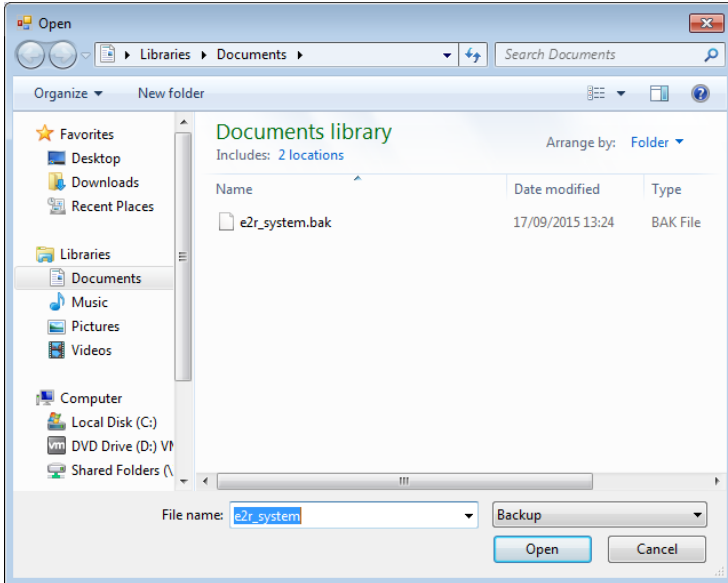 Open
Libraries Documents
Search Documents
Organize New folder
Favorites
Desktop
Downloads
Recent Places
Libraries
Documents
Music
Pictures
Videos
Computer
Local Disk (C:)
vm DVD Drive (D:) VM
Shared Folders (\
Documents library
Includes: 2 locations
Arrange by: Folder
Name Date modified Type
e2r_system.bak 17/09/2015 13:24 BAK File
File name: e2r_system Backup
Open Cancel